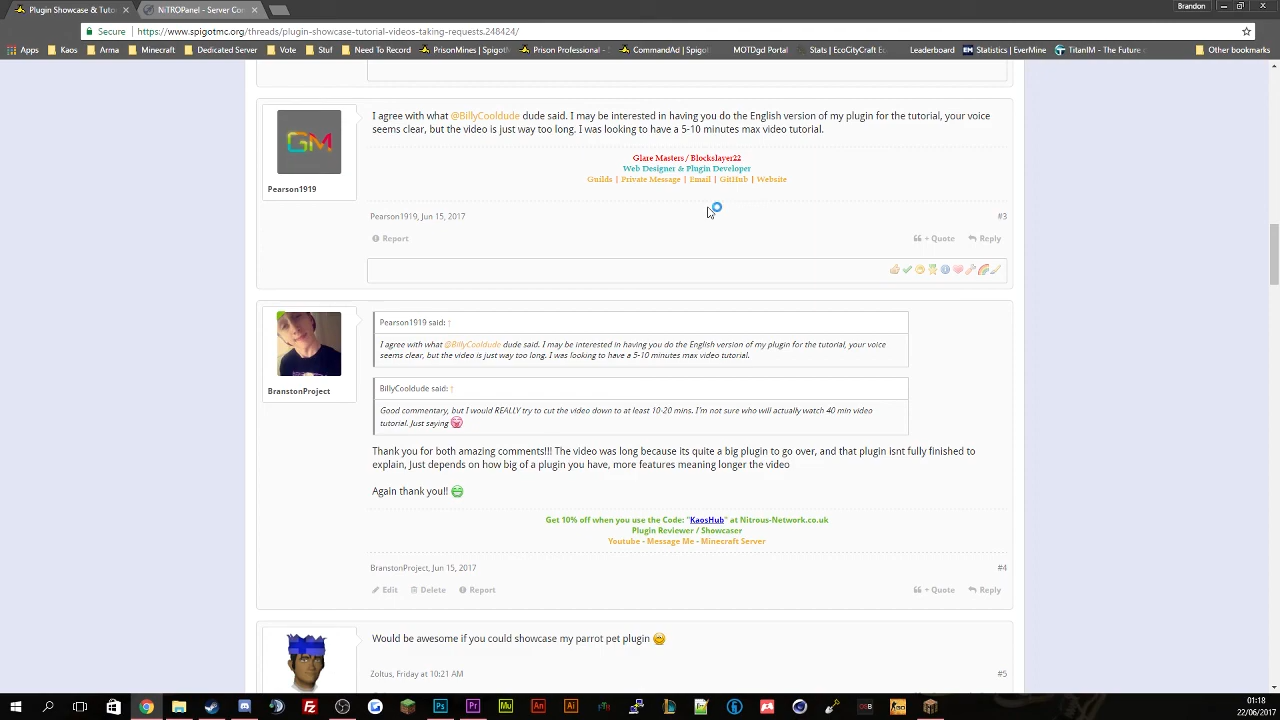 Plugin Showcase & Tutor
NiTROPanel - Server Con
Brandon
Secure
https://www.spigotmc.org/threads/plugin-showcase-tutorial-videos-taking-requests.248424/
Apps
Kaos
Arma
Minecraft
Dedicated Server
Vote
Stuf
Need To Record
PrisonMines | Spigotm
Prison Professional -
CommandAd | Spigot
MOTDgd Portal
Stats | EcoCityCraft Ec
Leaderboard
Statistics | EverMine
TitanIM - The Future o
Other bookmarks
I agree with what @BillyCooldude dude said. I may be interested in having you do the English version of my plugin for the tutorial, your voice
seems clear, but the video is just way too long. I was looking to have a 5-10 minutes max video tutorial.
GM
Pearson1919
Glare Masters / Blockslayer22
Web Designer & Plugin Developer
Guilds | Private Message | Email | GitHub | Website
Pearson1919, Jun 15, 2017
#3
Report
+ Quote
Reply
BranstonProject
Pearson1919 said: ↑
I agree with what @BillyCooldude dude said. I may be interested in having you do the English version of my plugin for the tutorial, your voice
seems clear, but the video is just way too long. I was looking to have a 5-10 minutes max video tutorial.
BillyCooldude said: ↑
Good commentary, but I would REALLY try to cut the video down to at least 10-20 mins. I'm not sure who will actually watch 40 min video
tutorial. Just saying
Thank you for both amazing comments!!! The video was long because its quite a big plugin to go over, and that plugin isnt fully finished to
explain, Just depends on how big of a plugin you have, more features meaning longer the video
Again thank you!!
Get 10% off when you use the Code: "KaosHub" at Nitrous-Network.co.uk
Plugin Reviewer / Showcaser
Youtube - Message Me - Minecraft Server
BranstonProject, Jun 15, 2017
#4
Edit
Delete
Report
+ Quote
Reply
Would be awesome if you could showcase my parrot pet plugin
Zoltus, Friday at 10:21 AM
#5
01:18
22/06/2017